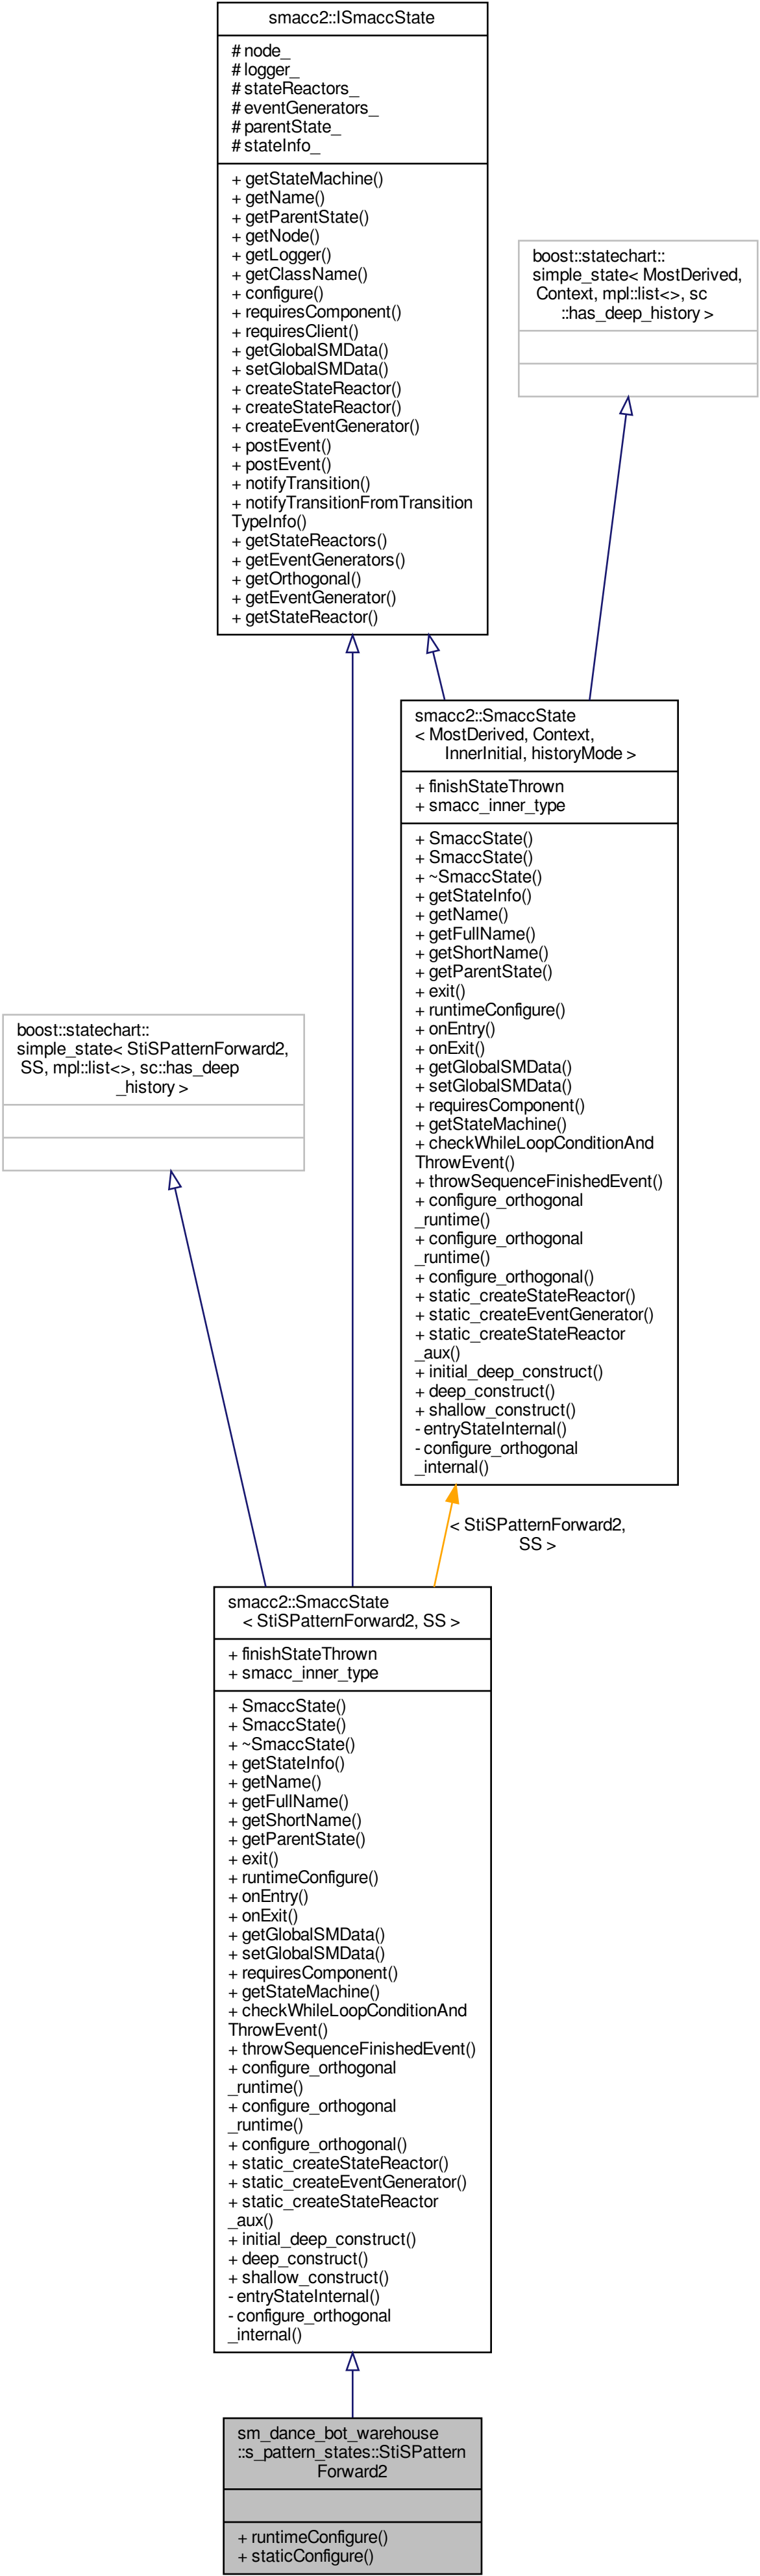 smacc2::ISmaccState
# node_
# logger_
# stateReactors_
# eventGenerators_
# parentState_
# stateInfo_
+ getStateMachine()
+ getName()
+ getParentState()
+ getNode()
+ getLogger()
+ getClassName()
+ configure()
+ requiresComponent()
+ requiresClient()
+ getGlobalSMData()
+ setGlobalSMData()
+ createStateReactor()
+ createStateReactor()
+ createEventGenerator()
+ postEvent()
+ postEvent()
+ notifyTransition()
+ notifyTransitionFromTransition
TypeInfo()
+ getStateReactors()
+ getEventGenerators()
+ getOrthogonal()
+ getEventGenerator()
+ getStateReactor()
boost::statechart::
simple_state< MostDerived,
Context, mpl::list<>, sc
::has_deep_history >
smacc2::SmaccState
< MostDerived, Context,
InnerInitial, historyMode >
+ finishStateThrown
+ smacc_inner_type
+ SmaccState()
+ SmaccState()
+ ~SmaccState()
+ getStateInfo()
+ getName()
+ getFullName()
+ getShortName()
+ getParentState()
+ exit()
+ runtimeConfigure()
+ onEntry()
+ onExit()
+ getGlobalSMData()
+ setGlobalSMData()
+ requiresComponent()
+ getStateMachine()
+ checkWhileLoopConditionAnd
ThrowEvent()
+ throwSequenceFinishedEvent()
+ configure_orthogonal
_runtime()
+ configure_orthogonal
_runtime()
+ configure_orthogonal()
+ static_createStateReactor()
+ static_createEventGenerator()
+ static_createStateReactor
_aux()
+ initial_deep_construct()
+ deep_construct()
+ shallow_construct()
- entryStateInternal()
- configure_orthogonal
_internal()
boost::statechart::
simple_state< StiSPatternForward2,
SS, mpl::list<>, sc::has_deep
_history >
< StiSPatternForward2,
SS >
smacc2::SmaccState
< StiSPatternForward2, SS >
+ finishStateThrown
+ smacc_inner_type
+ SmaccState()
+ SmaccState()
+ ~SmaccState()
+ getStateInfo()
+ getName()
+ getFullName()
+ getShortName()
+ getParentState()
+ exit()
+ runtimeConfigure()
+ onEntry()
+ onExit()
+ getGlobalSMData()
+ setGlobalSMData()
+ requiresComponent()
+ getStateMachine()
+ checkWhileLoopConditionAnd
ThrowEvent()
+ throwSequenceFinishedEvent()
+ configure_orthogonal
_runtime()
+ configure_orthogonal
_runtime()
+ configure_orthogonal()
+ static_createStateReactor()
+ static_createEventGenerator()
+ static_createStateReactor
_aux()
+ initial_deep_construct()
+ deep_construct()
+ shallow_construct()
- entryStateInternal()
- configure_orthogonal
_internal()
sm_dance_bot_warehouse
::s_pattern_states::StiSPattern
Forward2
+ runtimeConfigure()
+ staticConfigure()